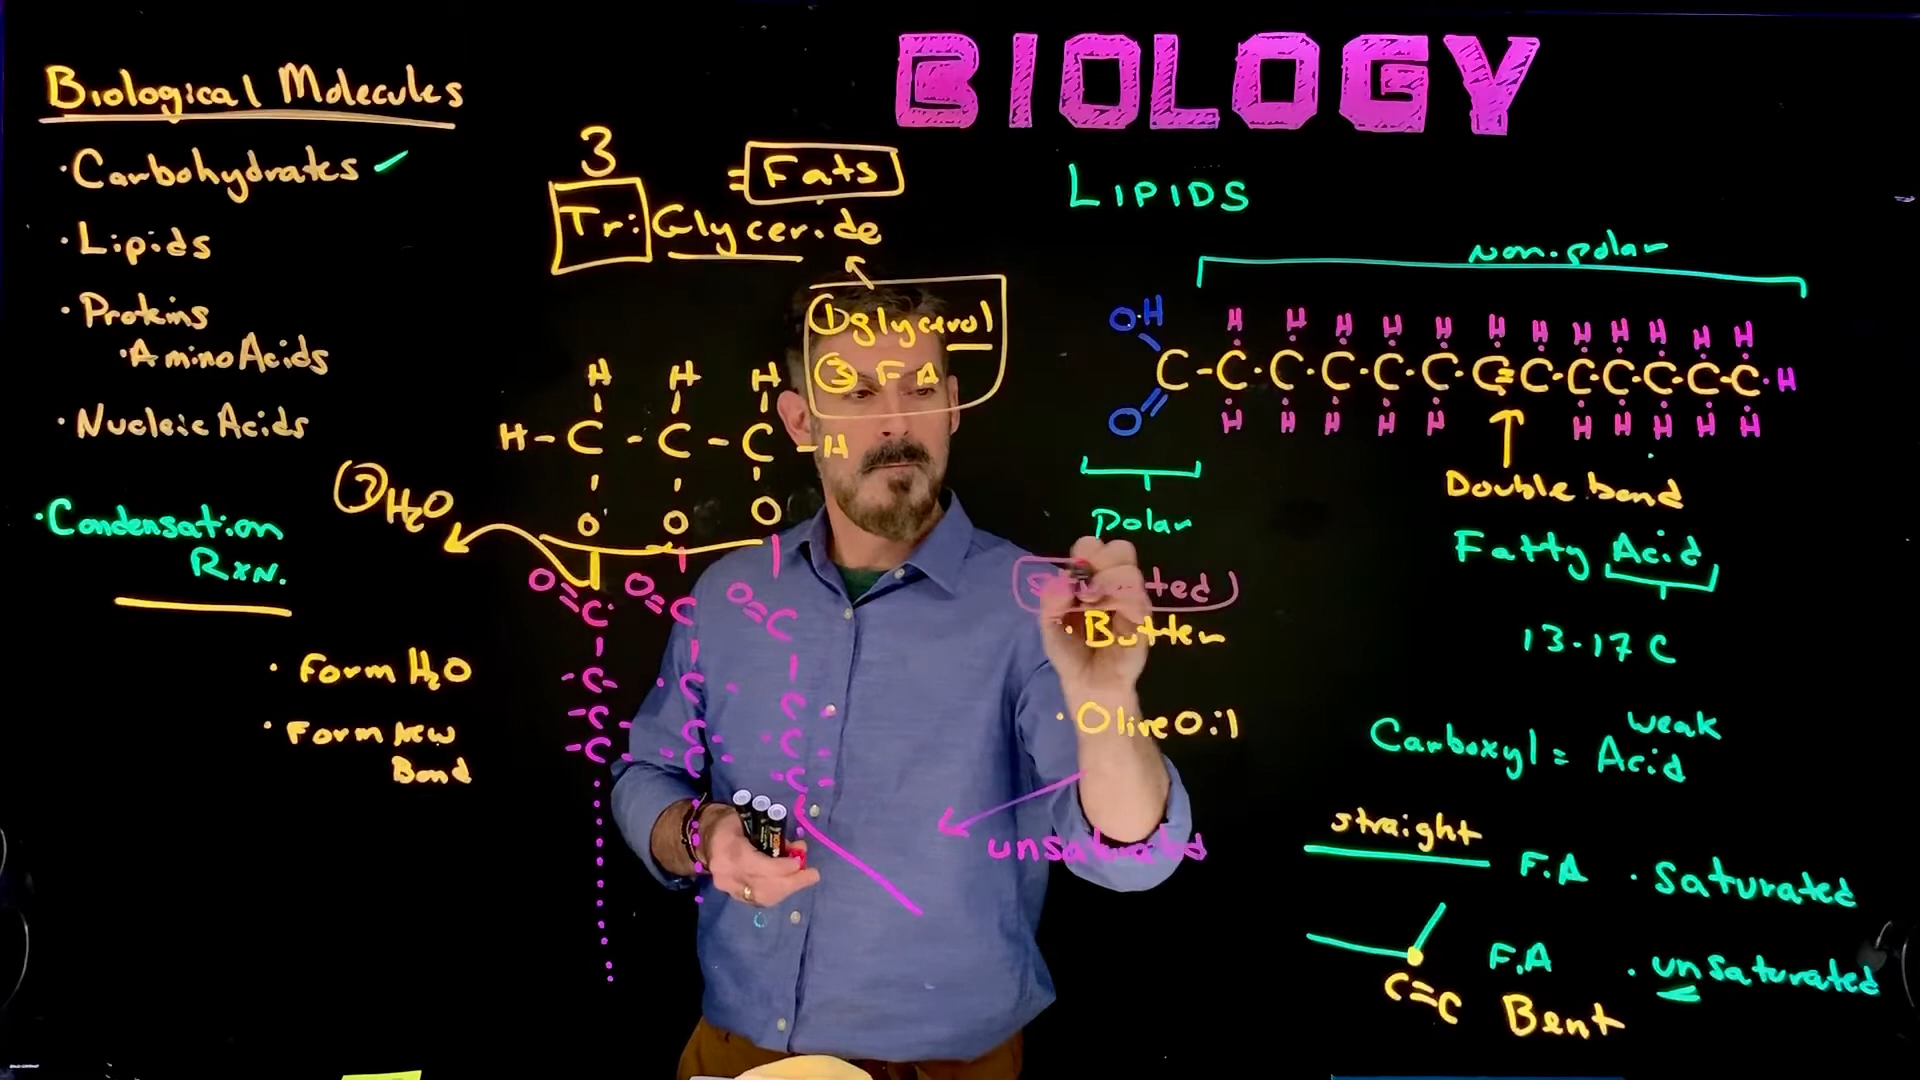 BIOLOGY
Biological Molecules
· Carbohydrates ✓
· Lipids
· Proteins
· Amino Acids
· Nucleic Acids
· Condensation
Rxn.
· Form H₂O
· Form New
Bond
3
= Fats
Tri Glyceride
① glycerol
③ FA
H H H
H-C-C-C-H
O O O
③ H₂O
O=C O=C O=C
-C- C C
-C- C C
-C- C C
LIPIDS
Non-polar
OH H H H H H H H H H H H H
C-C-C-C-C-C-C=C-C-C-C-C-C-H
O H H H H H H H H H H
Polar
Double bond
Fatty Acid
13-17 C
saturated
· Butter
· Olive Oil
unsaturated
weak
Carboxyl = Acid
straight
F.A · Saturated
F.A · unsaturated
C=C Bent